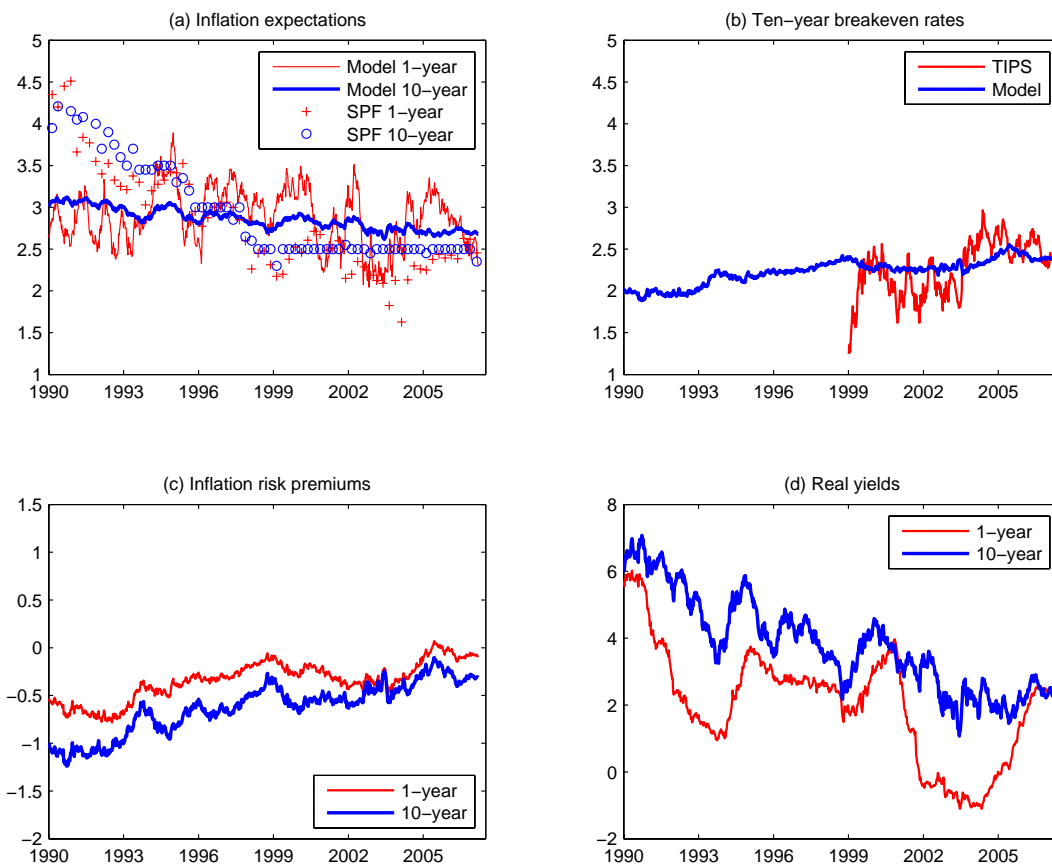 (a) Inflation expectations
5
4.5
4
3.5
3
2.5
2
1.5
1
1990 1993 1996 1999 2002 2005
Model 1−year
Model 10−year
SPF 1−year
SPF 10−year
(b) Ten−year breakeven rates
5
4.5
4
3.5
3
2.5
2
1.5
1
1990 1993 1996 1999 2002 2005
TIPS
Model
(c) Inflation risk premiums
1.5
1
0.5
0
−0.5
−1
−1.5
−2
1990 1993 1996 1999 2002 2005
1−year
10−year
(d) Real yields
8
6
4
2
0
−2
1990 1993 1996 1999 2002 2005
1−year
10−year